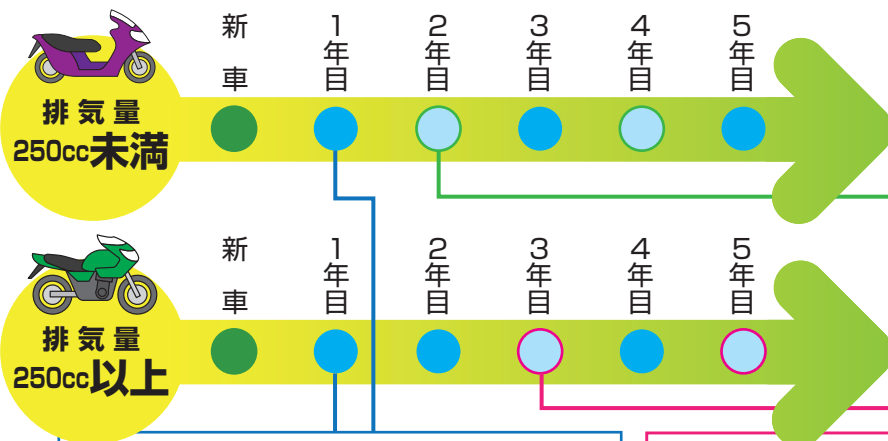 排気量
250cc未満
新車
1年目
2年目
3年目
4年目
5年目
排気量
250cc以上
新車
1年目
2年目
3年目
4年目
5年目